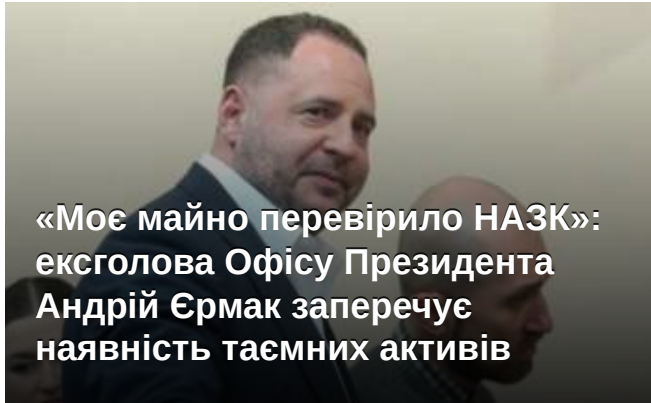 «Моє майно перевірило НАЗК»:
ексголова Офісу Президента
Андрій Єрмак заперечує
наявність таємних активів